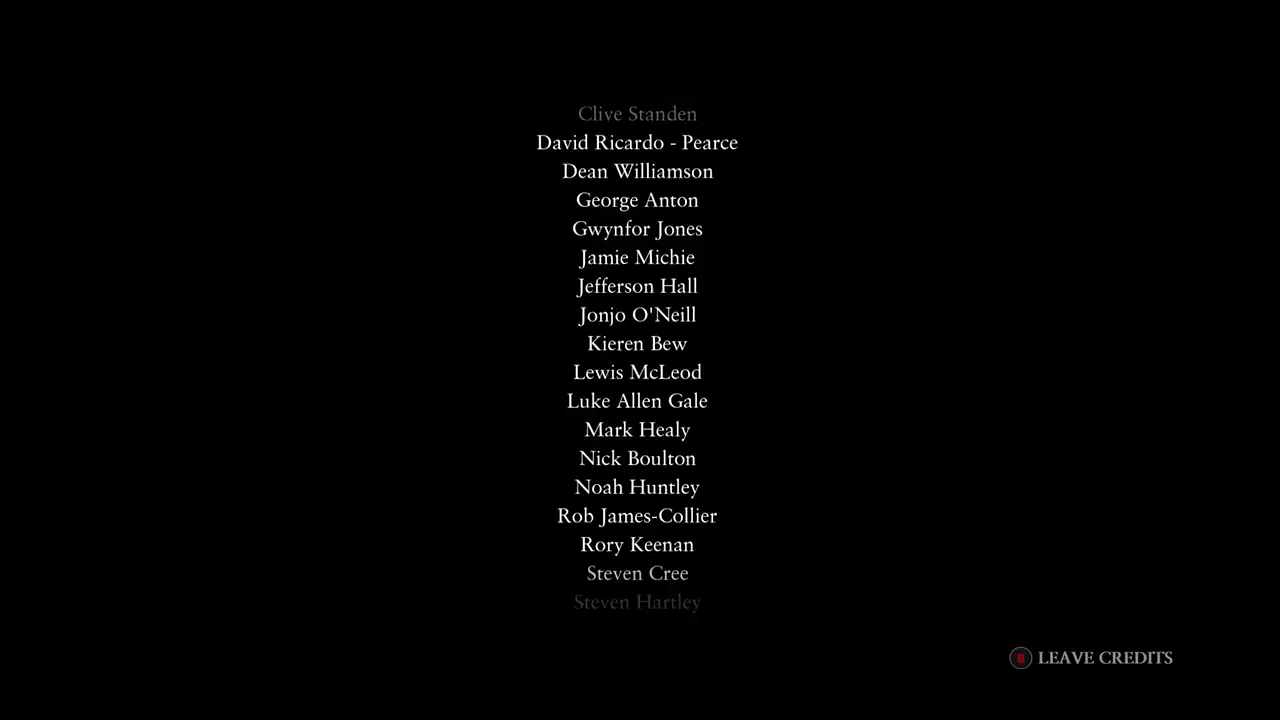 Clive Standen
David Ricardo - Pearce
Dean Williamson
George Anton
Gwynfor Jones
Jamie Michie
Jefferson Hall
Jonjo O'Neill
Kieren Bew
Lewis McLeod
Luke Allen Gale
Mark Healy
Nick Boulton
Noah Huntley
Rob James-Collier
Rory Keenan
Steven Cree
Steven Hartley
LEAVE CREDITS